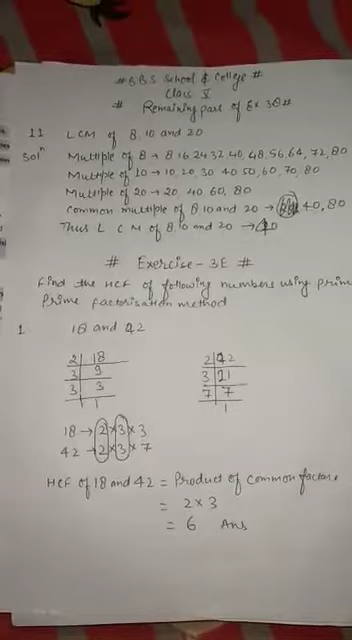 # BBS School & College #
Class V
# Remaining part of Ex 3D #
11 LCM of 8, 10 and 20
Soln Multiple of 8 → 8 16 24 32, 40, 48, 56, 64, 72, 80
Multiple of 10 → 10, 20, 30 40 50, 60, 70, 80
Multiple of 20 → 20 40 60, 80
Common multiple of 8 10 and 20 → 40, 80
Thus L C M of 8, 10 and 20 → 40
# Exercise - 3E #
Find the HCF of following numbers using prime
prime factorisation method
1 18 and 42
2 18 2 42
3 9 3 21
3 3 7 7
1 1
18 → 2 × 3 × 3
42 → 2 × 3 × 7
HCF of 18 and 42 = Product of common factors
= 2 × 3
= 6 Ans